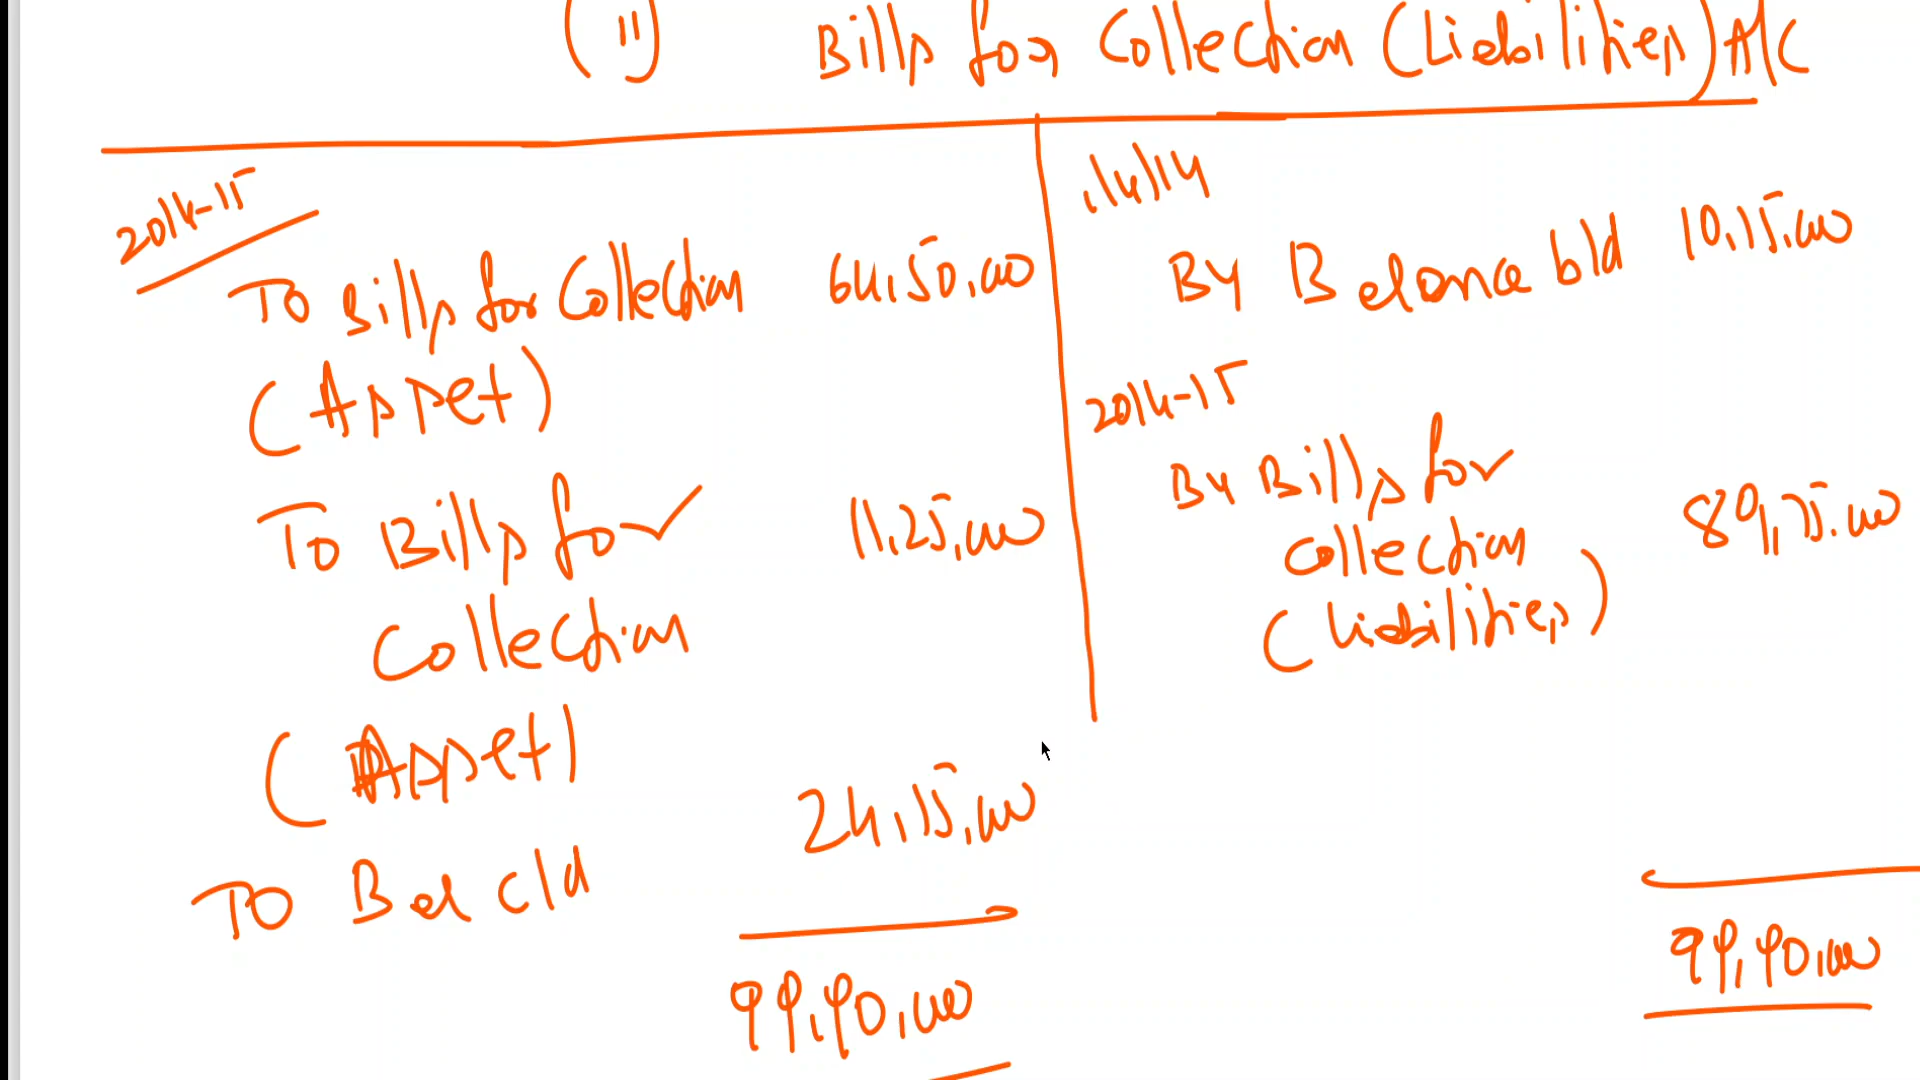 (ii) Bills for Collection (Liabilities) A/C
2014-15
To Bills for Collection 64,50,000
(Asset)
To Bills for 11,25,000
Collection
(Asset)
24,15,000
To Bal c/d
99,90,000
1/4/14
By Balance b/d 10,15,000
2014-15
By Bills for
Collection 89,75,000
(Liabilities)
99,90,000